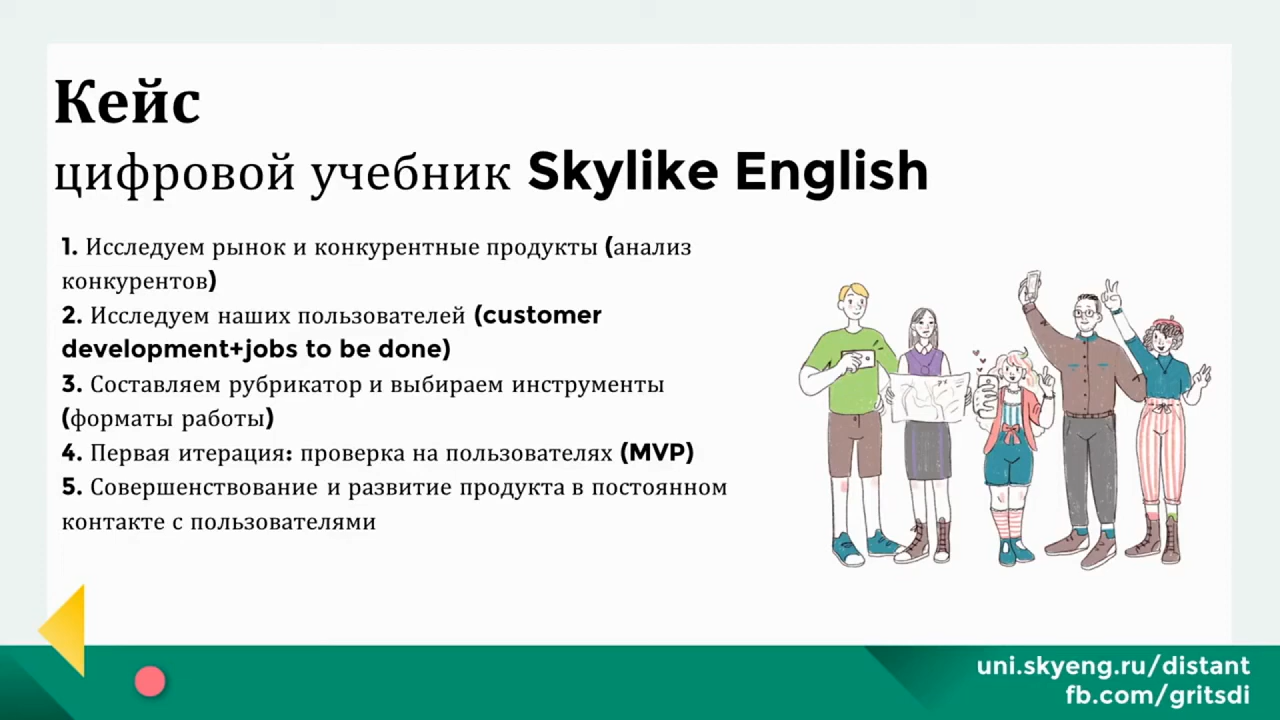 Кейс
цифровой учебник Skylike English
1. Исследуем рынок и конкурентные продукты (анализ
конкурентов)
2. Исследуем наших пользователей (customer
development+jobs to be done)
3. Составляем рубрикатор и выбираем инструменты
(форматы работы)
4. Первая итерация: проверка на пользователях (MVP)
5. Совершенствование и развитие продукта в постоянном
контакте с пользователями
uni.skyeng.ru/distant
fb.com/gritsdi